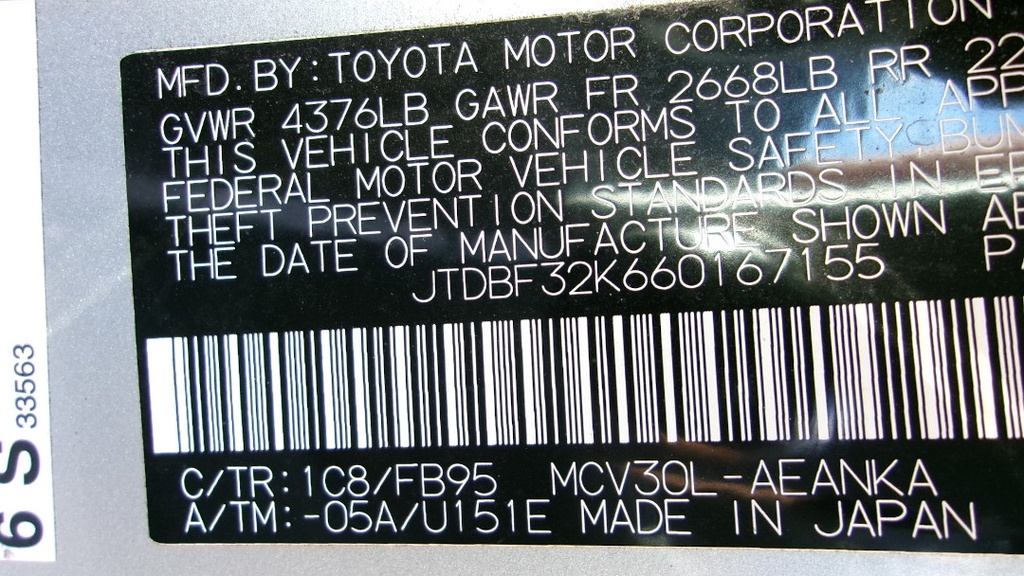 MFD. BY: TOYOTA MOTOR CORPORATION
GVWR 4376LB GAWR FR 2668LB RR 22
THIS VEHICLE CONFORMS TO ALL APP
FEDERAL MOTOR VEHICLE SAFETY BUM
THEFT PREVENTION STANDARDS IN EF
THE DATE OF MANUFACTURE SHOWN AB
JTDBF32K660167155 PA
C/TR: 1C8/FB95 MCV30L-AEANKA
A/TM: -05A/U151E MADE IN JAPAN
6 S 33563